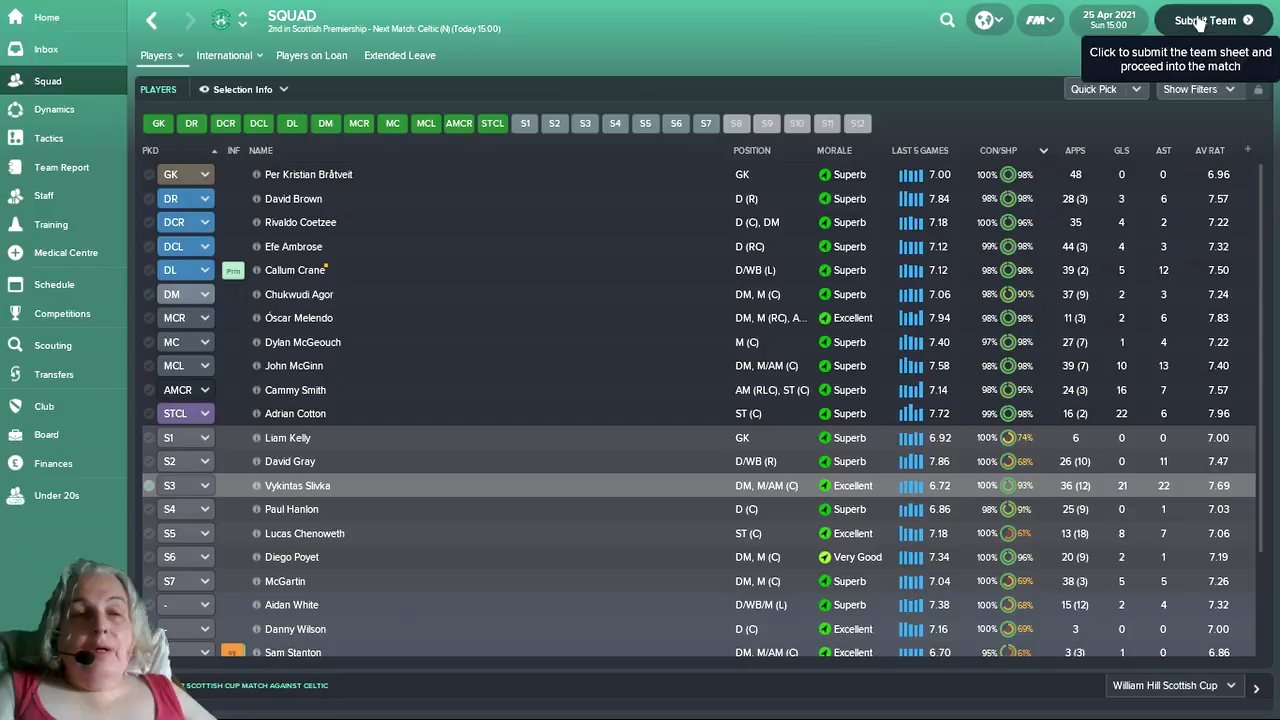 Home
Inbox
Squad
Dynamics
Tactics
Team Report
Staff
Training
Medical Centre
Schedule
Competitions
Scouting
Transfers
Club
Board
Finances
Under 20s
SQUAD
2nd in Scottish Premiership - Next Match: Celtic (N) (Today 15:00)
FM
25 Apr 2021
Sun 15:00
Submit Team
Click to submit the team sheet and
proceed into the match
Players International Players on Loan Extended Leave
PLAYERS Selection Info Quick Pick Show Filters
GK DR DCR DCL DL DM MCR MC MCL AMCR STCL S1 S2 S3 S4 S5 S6 S7 S8 S9 S10 S11 S12
PKD INF NAME POSITION MORALE LAST 5 GAMES CON/SHP APPS GLS AST AV RAT +
GK Per Kristian Bråtveit GK Superb 7.00 100% 98% 48 0 0 6.96
DR David Brown D (R) Superb 7.84 98% 98% 28 (3) 3 6 7.57
DCR Rivaldo Coetzee D (C), DM Superb 7.18 100% 96% 35 4 2 7.22
DCL Efe Ambrose D (RC) Superb 7.12 99% 98% 44 (3) 4 3 7.32
DL Prm Callum Crane D/WB (L) Superb 7.12 98% 98% 39 (2) 5 12 7.50
DM Chukwudi Agor DM, M (C) Superb 7.06 98% 90% 37 (9) 2 3 7.24
MCR Óscar Melendo DM, M (RC), A... Excellent 7.94 98% 98% 11 (3) 2 6 7.83
MC Dylan McGeouch M (C) Superb 7.40 97% 98% 27 (7) 1 4 7.22
MCL John McGinn DM, M/AM (C) Superb 7.58 98% 98% 39 (7) 10 13 7.40
AMCR Cammy Smith AM (RLC), ST (C) Superb 7.14 98% 95% 24 (3) 16 7 7.57
STCL Adrian Cotton ST (C) Superb 7.72 99% 98% 16 (2) 22 6 7.96
S1 Liam Kelly GK Superb 6.92 100% 74% 6 0 0 7.00
S2 David Gray D/WB (R) Superb 7.86 100% 68% 26 (10) 0 11 7.47
S3 Vykintas Slivka DM, M/AM (C) Excellent 6.72 100% 93% 36 (12) 21 22 7.69
S4 Paul Hanlon D (C) Superb 6.86 98% 91% 25 (9) 0 1 7.03
S5 Lucas Chenoweth ST (C) Excellent 7.18 100% 61% 13 (18) 8 7 7.06
S6 Diego Poyet DM, M (C) Very Good 7.34 100% 96% 20 (9) 2 1 7.19
S7 McGartin DM, M (C) Superb 7.04 100% 69% 38 (3) 5 5 7.26
- Aidan White D/WB/M (L) Superb 7.38 100% 68% 15 (12) 2 4 7.32
Danny Wilson D (C) Excellent 7.16 100% 69% 3 0 0 7.00
Sam Stanton DM, M/AM (C) Excellent 6.70 95% 61% 3 (3) 1 0 6.86
SCOTTISH CUP MATCH AGAINST CELTIC
William Hill Scottish Cup